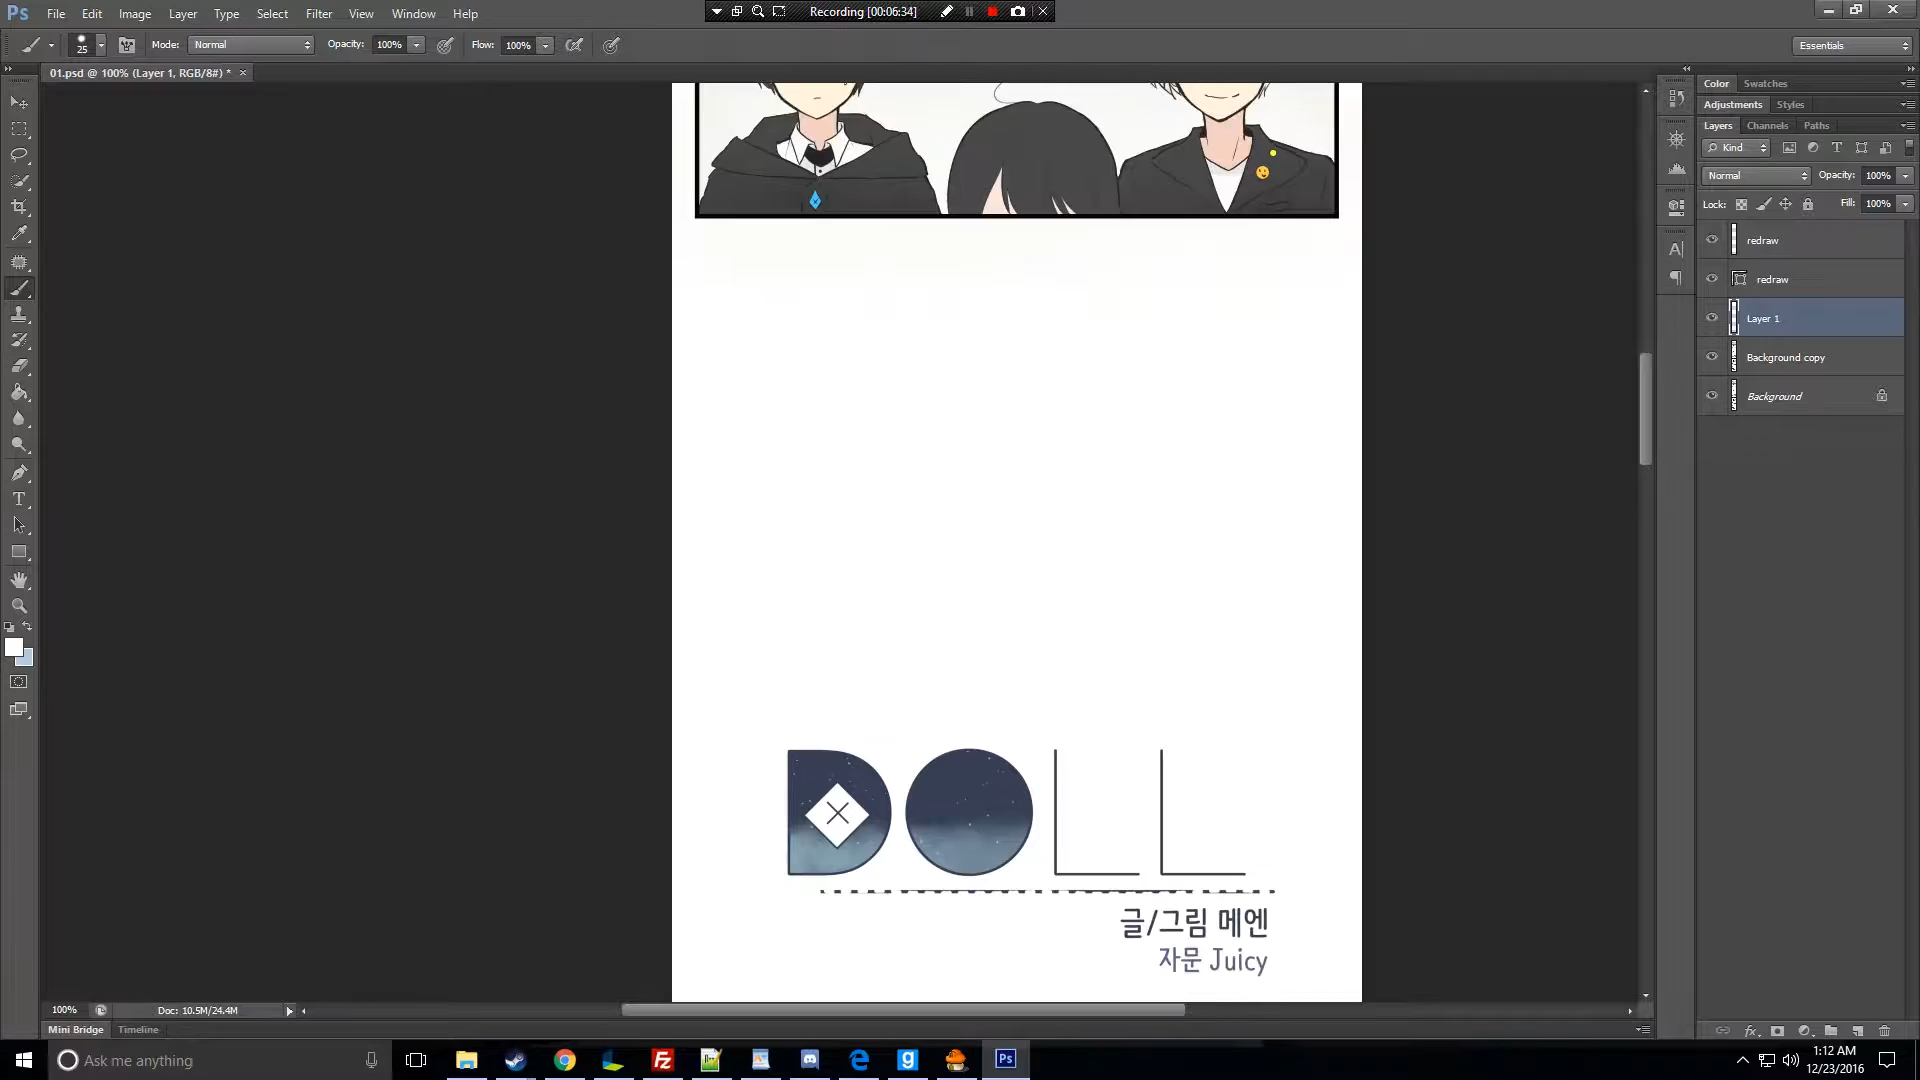 Ps File Edit Image Layer Type Select Filter 3D View Window Help
Recording [00:06:34]
25 Mode: Normal Opacity: 100% Flow: 100% Essentials
01.psd @ 100% (Layer 1, RGB/8#) * ×
Color Swatches
Adjustments Styles
Layers Channels Paths
Kind
Normal Opacity: 100%
Lock: Fill: 100%
redraw
redraw
Layer 1
Background copy
Background
DOLL
글/그림 메엔
자문 Juicy
100% Doc: 10.5M/24.4M
Mini Bridge Timeline
Ask me anything
1:12 AM
12/23/2016